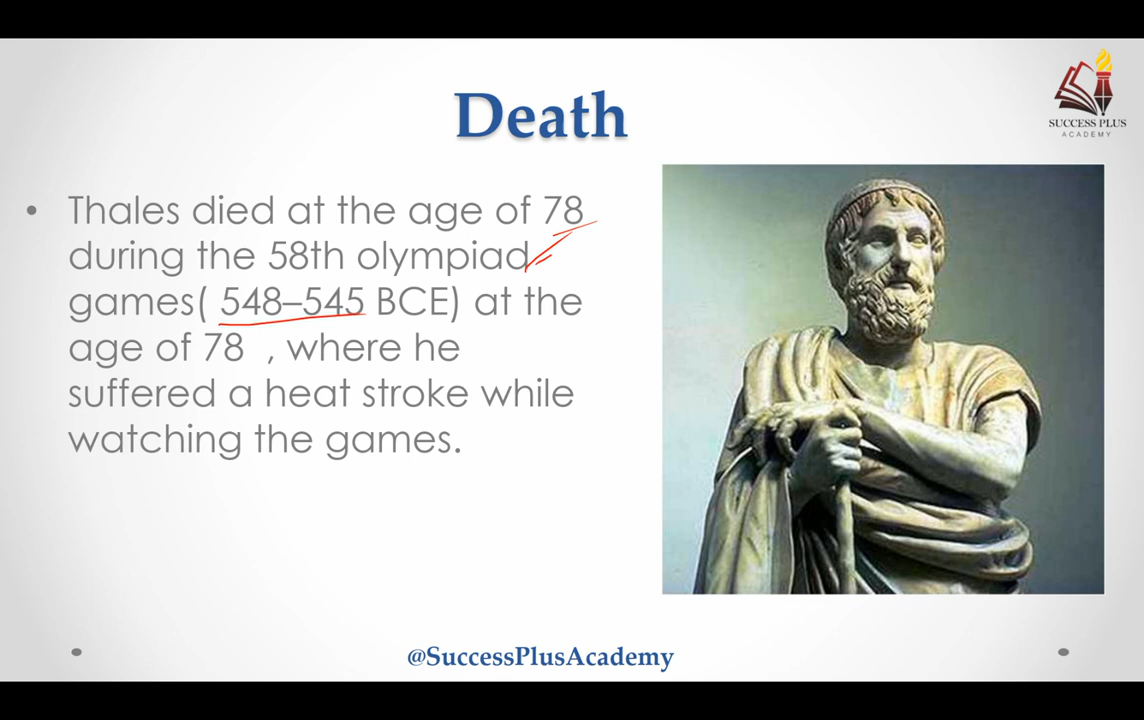 Death
SUCCESS PLUS
ACADEMY
• Thales died at the age of 78
during the 58th olympiad
games( 548–545 BCE) at the
age of 78 , where he
suffered a heat stroke while
watching the games.
@SuccessPlusAcademy